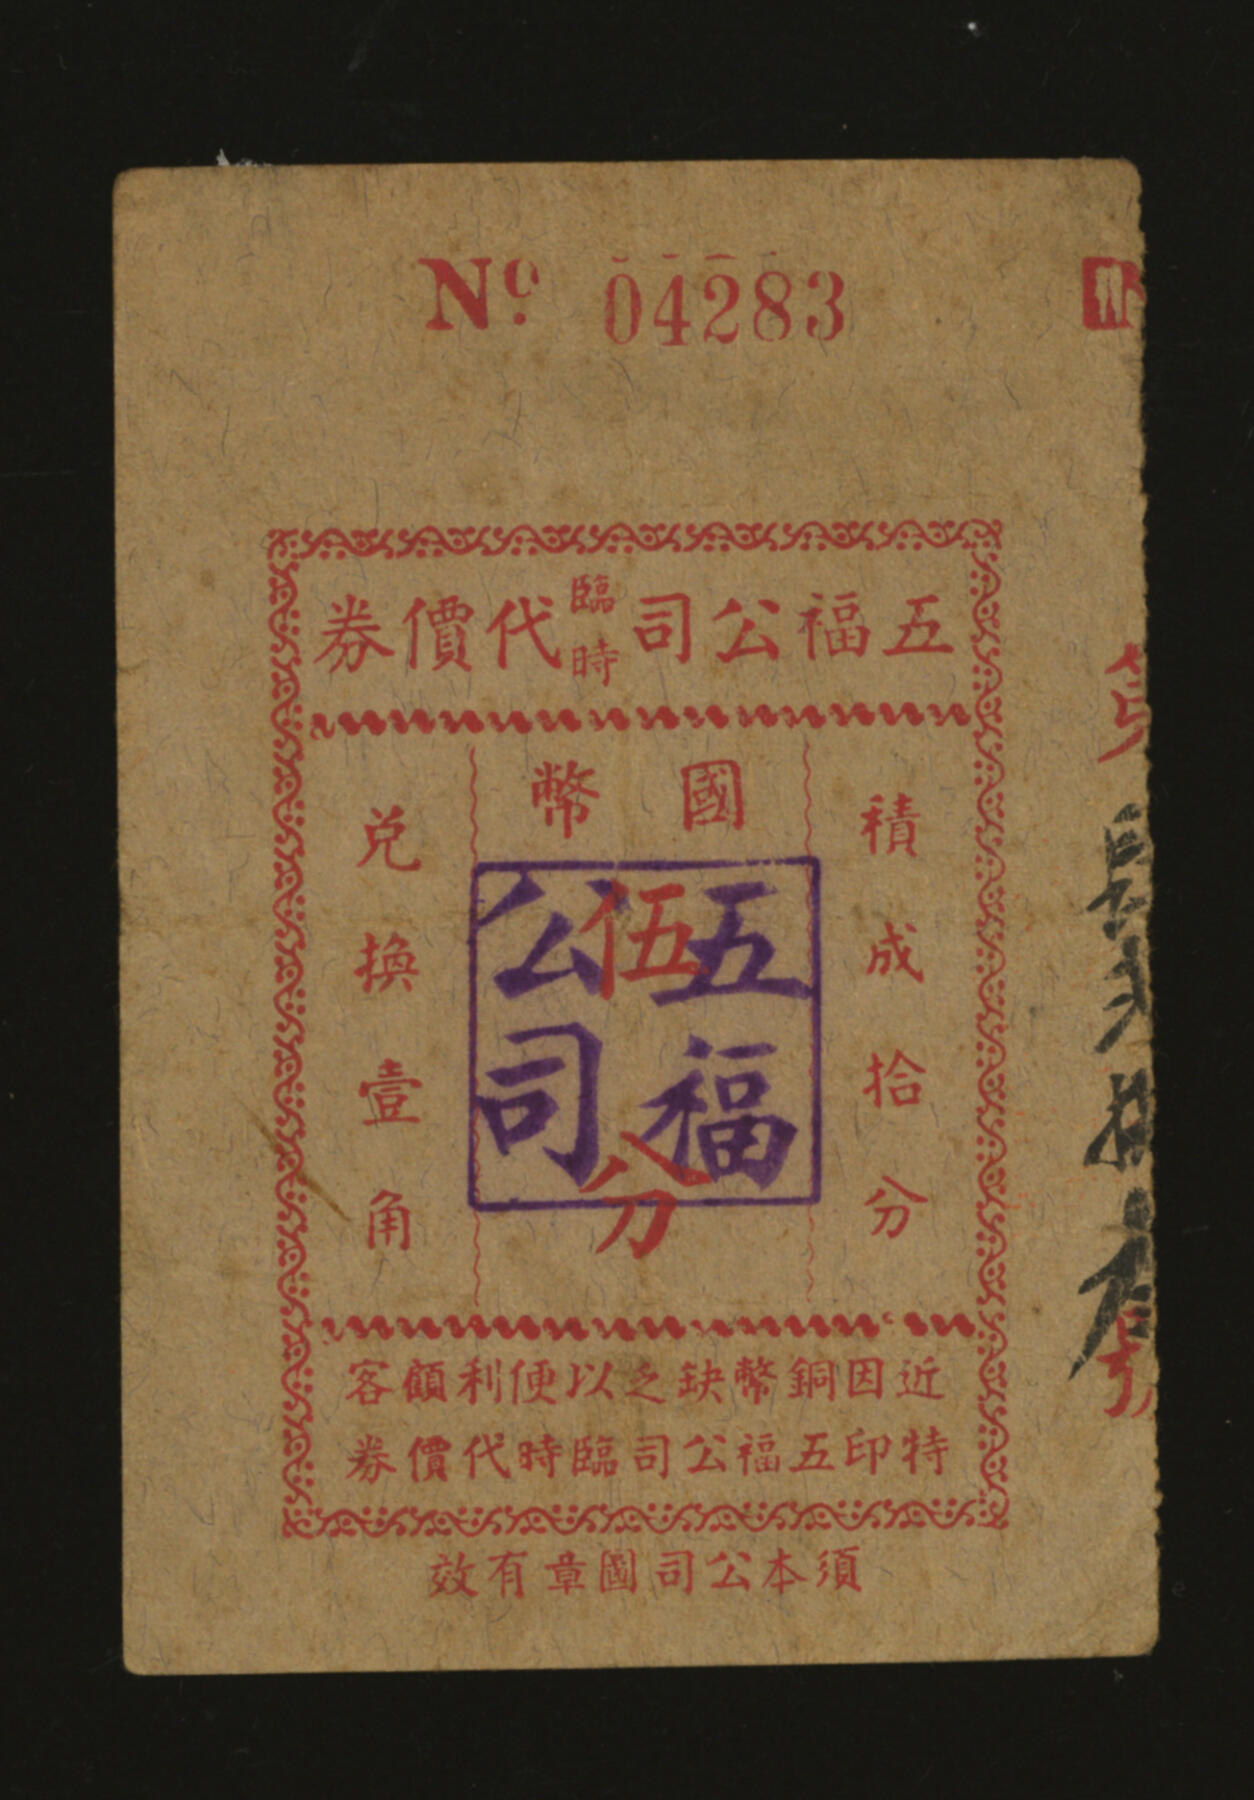 Nº 04283
五福公司臨時代價券
國幣
伍分
積成拾分
兌換壹角
五福公司
近因銅幣缺之以便利顧客
特印五福公司臨時代價券
須本公司圖章有效